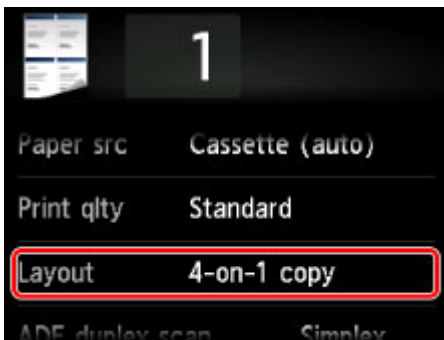 1
Paper src Cassette (auto)
Print qlty Standard
Layout 4-on-1 copy
ADF duplex scan Simplex